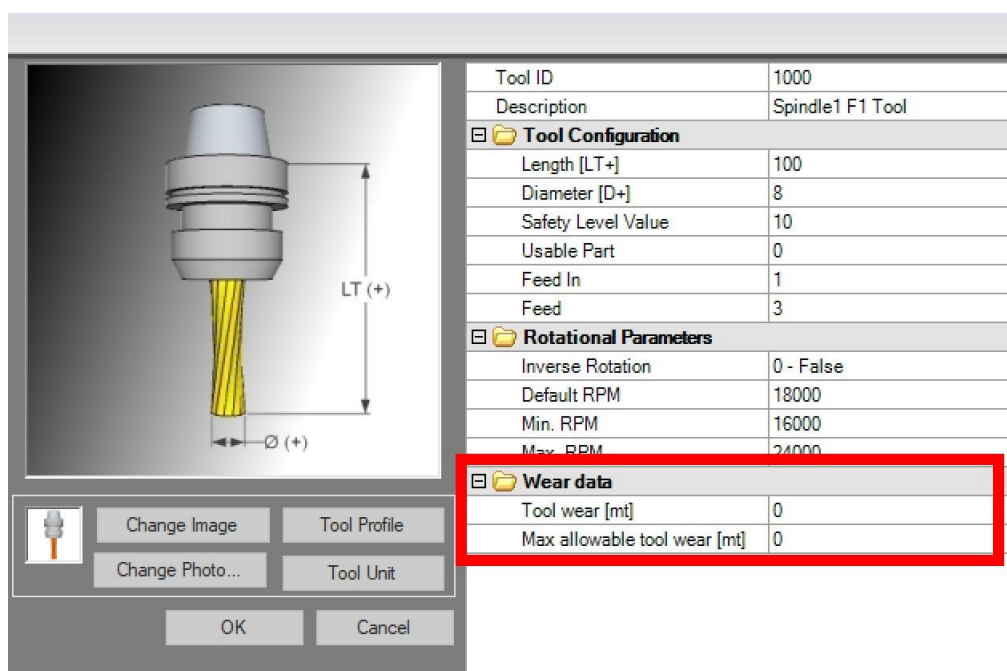 LT (+)
Ø (+)
Change Image
Tool Profile
Change Photo...
Tool Unit
OK
Cancel
Tool ID 1000
Description Spindle1 F1 Tool
Tool Configuration
Length [LT+] 100
Diameter [D+] 8
Safety Level Value 10
Usable Part 0
Feed In 1
Feed 3
Rotational Parameters
Inverse Rotation 0 - False
Default RPM 18000
Min. RPM 16000
Max. RPM 24000
Wear data
Tool wear [mt] 0
Max allowable tool wear [mt] 0